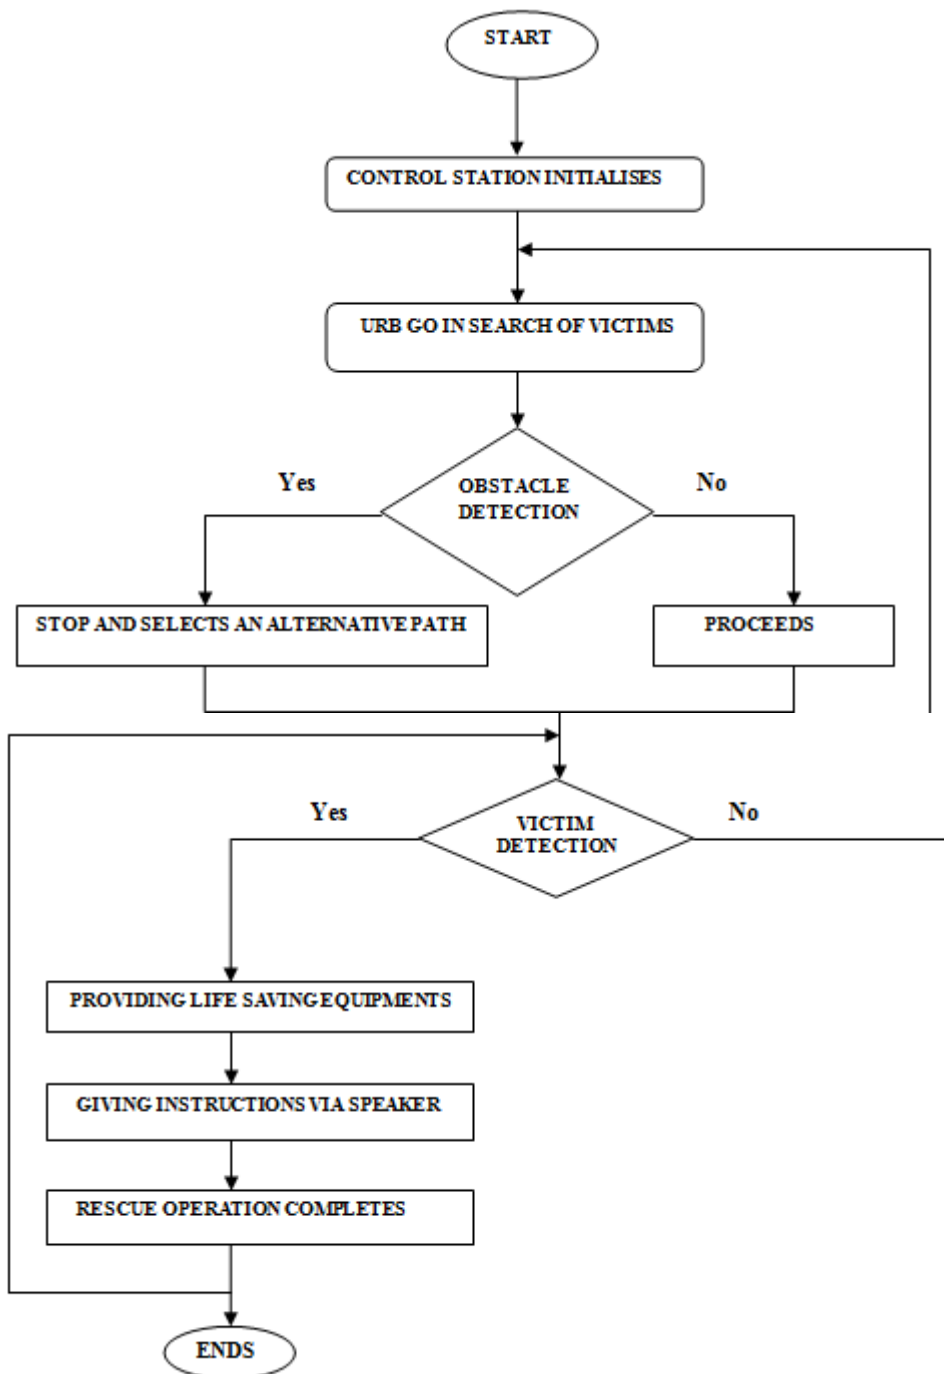 START
CONTROL STATION INITIALISES
URB GO IN SEARCH OF VICTIMS
Yes
OBSTACLE
DETECTION
No
STOP AND SELECTS AN ALTERNATIVE PATH
PROCEEDS
Yes
VICTIM
DETECTION
No
PROVIDING LIFE SAVING EQUIPMENTS
GIVING INSTRUCTIONS VIA SPEAKER
RESCUE OPERATION COMPLETES
ENDS